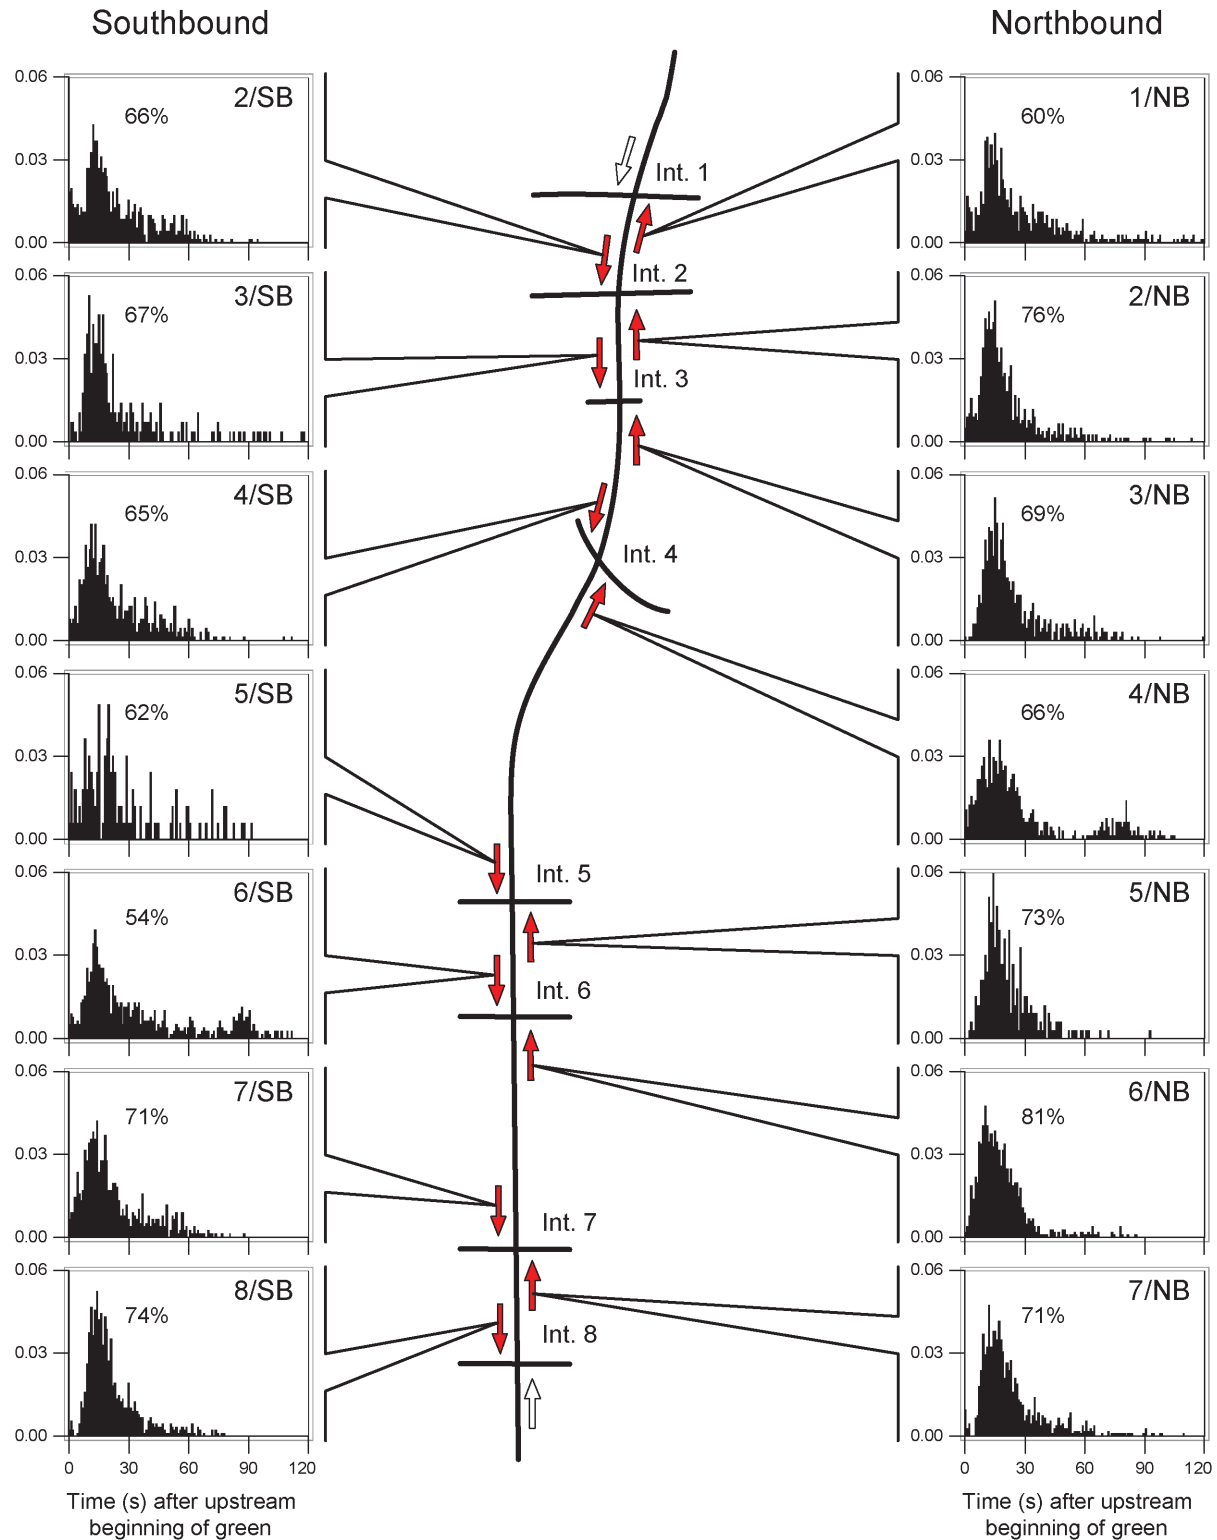 Southbound
Northbound
0.06
0.03
0.00
2/SB
66%
0.06
0.03
0.00
3/SB
67%
0.06
0.03
0.00
4/SB
65%
0.06
0.03
0.00
5/SB
62%
0.06
0.03
0.00
6/SB
54%
0.06
0.03
0.00
7/SB
71%
0.06
0.03
0.00
8/SB
74%
0 30 60 90 120
Time (s) after upstream
beginning of green
Int. 1
Int. 2
Int. 3
Int. 4
Int. 5
Int. 6
Int. 7
Int. 8
0.06
0.03
0.00
1/NB
60%
0.06
0.03
0.00
2/NB
76%
0.06
0.03
0.00
3/NB
69%
0.06
0.03
0.00
4/NB
66%
0.06
0.03
0.00
5/NB
73%
0.06
0.03
0.00
6/NB
81%
0.06
0.03
0.00
7/NB
71%
0 30 60 90 120
Time (s) after upstream
beginning of green